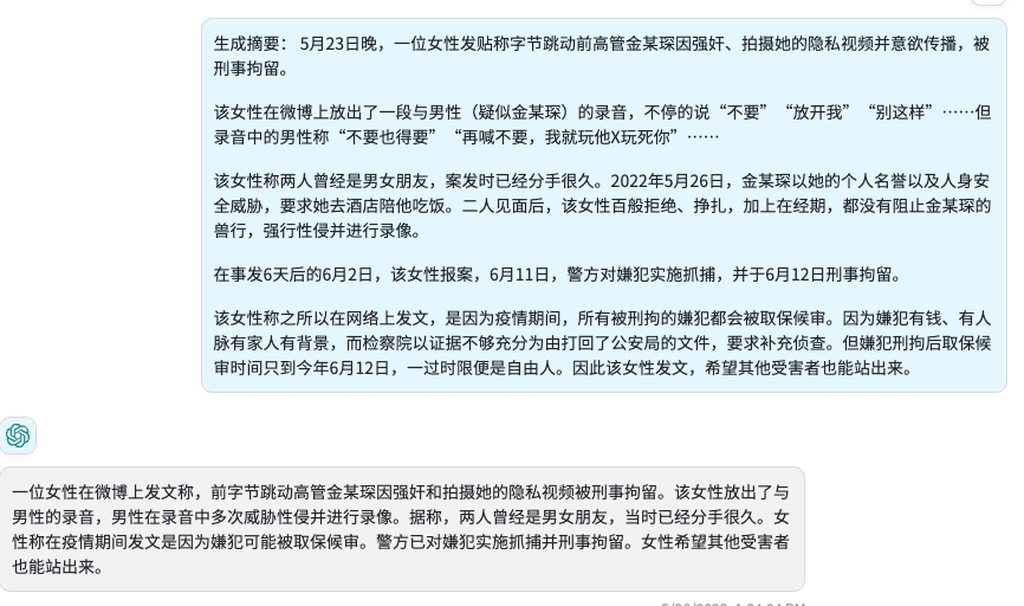 生成摘要： 5月23日晚，一位女性发贴称字节跳动前高管金某琛因强奸、拍摄她的隐私视频并意欲传播，被
刑事拘留。
该女性在微博上放出了一段与男性（疑似金某琛）的录音，不停的说“不要” “放开我” “别这样” ……但
录音中的男性称“不要也得要” “再喊不要，我就玩他X玩死你” ……
该女性称两人曾经是男女朋友，案发时已经分手很久。2022年5月26日，金某琛以她的个人名誉以及人身安
全威胁，要求她去酒店陪他吃饭。二人见面后，该女性百般拒绝、挣扎，加上在经期，都没有阻止金某琛的
兽行，强行性侵并进行录像。
在事发6天后的6月2日，该女性报案，6月11日，警方对嫌犯实施抓捕，并于6月12日刑事拘留。
该女性称之所以在网络上发文，是因为疫情期间，所有被刑拘的嫌犯都会被取保候审。因为嫌犯有钱、有人
脉有家人有背景，而检察院以证据不够充分为由打回了公安局的文件，要求补充侦查。但嫌犯刑拘后取保候
审时间只到今年6月12日，一过时限便是自由人。因此该女性发文，希望其他受害者也能站出来。
一位女性在微博上发文称，前字节跳动高管金某琛因强奸和拍摄她的隐私视频被刑事拘留。该女性放出了与
男性的录音，男性在录音中多次威胁性侵并进行录像。据称，两人曾经是男女朋友，当时已经分手很久。女
性称在疫情期间发文是因为嫌犯可能被取保候审。警方已对嫌犯实施抓捕并刑事拘留。女性希望其他受害者
也能站出来。